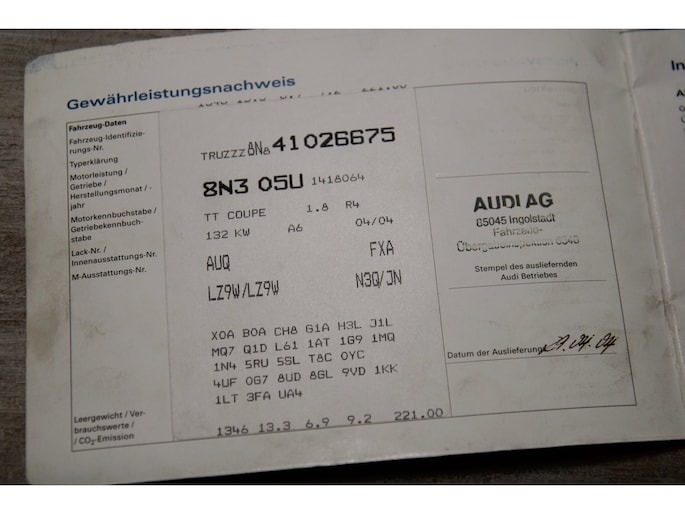 Gewährleistungsnachweis
Fahrzeug-Daten
Fahrzeug-Identifizie-
rungs-Nr.
Typerklärung
Motorleistung /
Getriebe /
Herstellungsmonat / -
jahr
Motorkennbuchstabe /
Getriebekennbuch-
stabe
Lack-Nr. /
Innenausstattungs-Nr.
M-Ausstattungs-Nr.
Leergewicht / Ver-
brauchswerte /
/ CO2-Emission
TRUZZZ8N841026675
8N3 05U 1418064
TT COUPE 1.8 R4
132 KW A6 04/04
AUQ FXA
LZ9W/LZ9W N3Q/JN
X0A B0A CH8 G1A H3L J1L
MQ7 Q1D L61 1AT 1G9 1MQ
1N4 5RU 5SL T8C 0YC
4UF 0G7 8UD 8GL 9VD 1KK
1LT 3FA UA4
1346 13.3 6.9 9.2 221.00
AUDI AG
85045 Ingolstadt
Stempel des ausliefernden
Audi Betriebes
Datum der Auslieferung
In